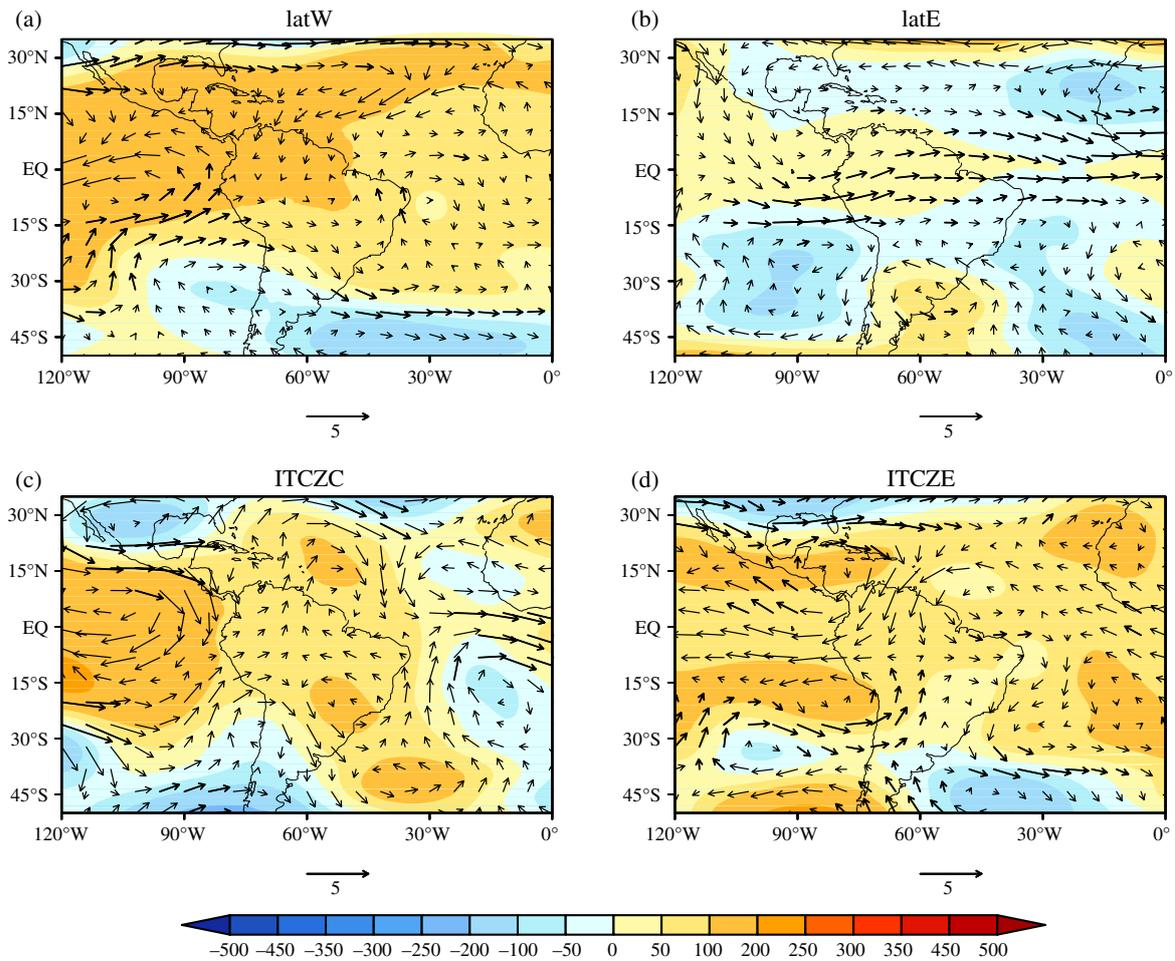 (a) latW
30°N
15°N
EQ
15°S
30°S
45°S
120°W 90°W 60°W 30°W 0°
5
(b) latE
30°N
15°N
EQ
15°S
30°S
45°S
120°W 90°W 60°W 30°W 0°
5
(c) ITCZC
30°N
15°N
EQ
15°S
30°S
45°S
120°W 90°W 60°W 30°W 0°
5
(d) ITCZE
30°N
15°N
EQ
15°S
30°S
45°S
120°W 90°W 60°W 30°W 0°
5
−500 −450 −350 −300 −200 −100 −50 0 50 100 200 250 300 350 450 500